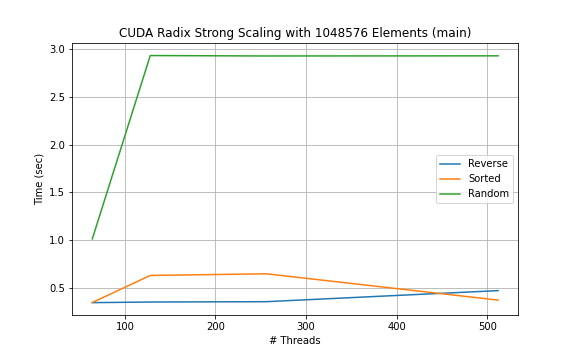 CUDA Radix Strong Scaling with 1048576 Elements (main)
3.0
2.5
2.0
1.5
1.0
0.5
Time (sec)
Reverse
Sorted
Random
100 200 300 400 500
# Threads